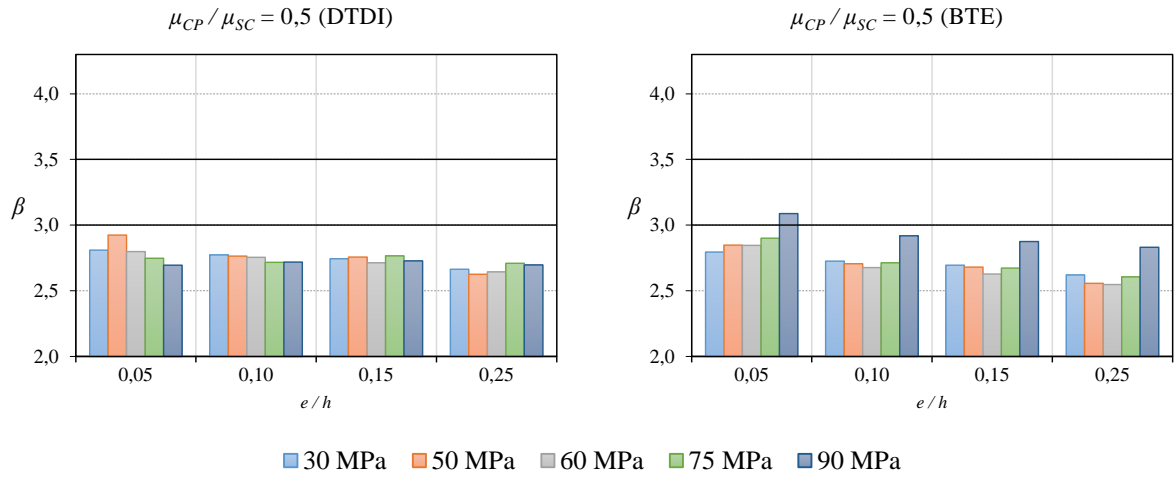 μCP / μSC = 0,5 (DTDI)
4,0
3,5
3,0
2,5
2,0
β
0,05 0,10 0,15 0,25
e / h
μCP / μSC = 0,5 (BTE)
4,0
3,5
3,0
2,5
2,0
β
0,05 0,10 0,15 0,25
e / h
30 MPa 50 MPa 60 MPa 75 MPa 90 MPa